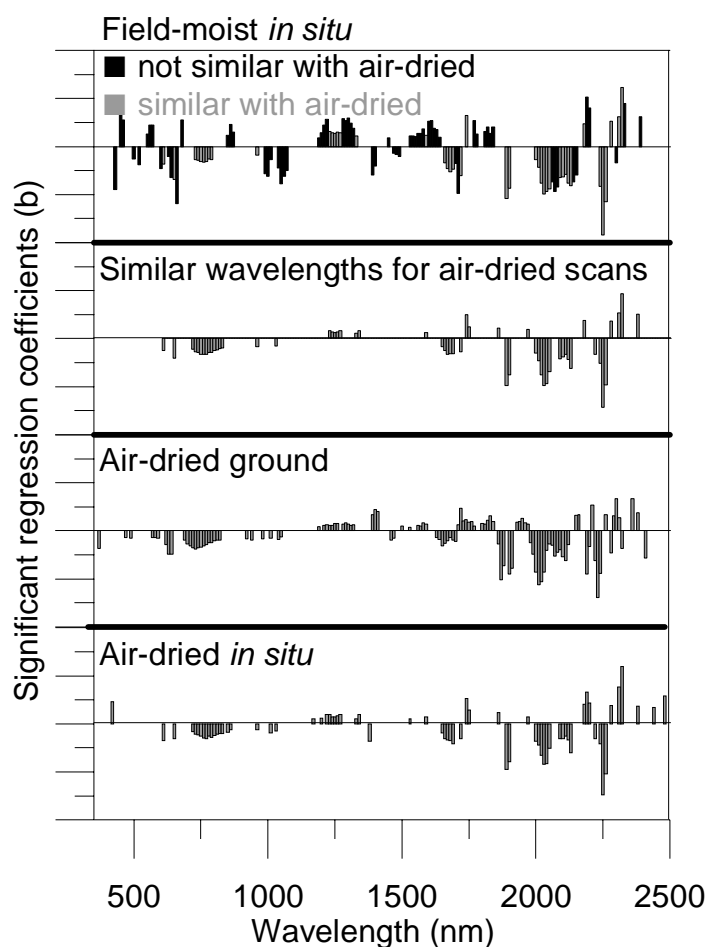 Field-moist in situ
not similar with air-dried
similar with air-dried
Similar wavelengths for air-dried scans
Air-dried ground
Air-dried in situ
Significant regression coefficients (b)
500 1000 1500 2000 2500
Wavelength (nm)